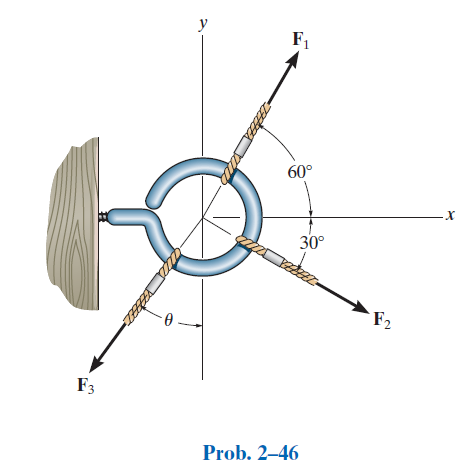 y
F₁
60°
x
30°
θ
F₂
F₃
Prob. 2–46